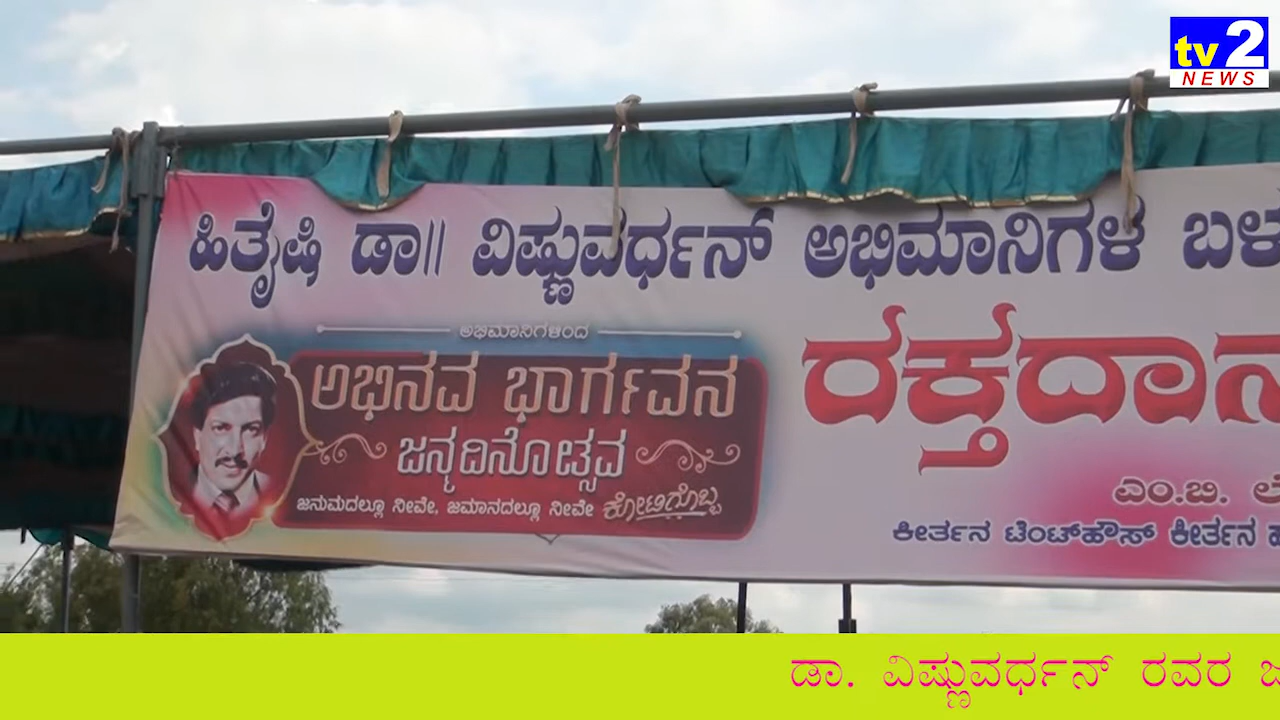 tv2
NEWS
ಹಿತೈಷಿ ಡಾ|| ವಿಷ್ಣುವರ್ಧನ್ ಅಭಿಮಾನಿಗಳ ಬಳ
ಅಭಿಮಾನಿಗಳಿಂದ
ಅಭಿನವ ಭಾರ್ಗವನ
ಜನ್ಮದಿನೋತ್ಸವ
ಜನುಮದಲ್ಲೂ ನೀವೇ, ಜಮಾನದಲ್ಲೂ ನೀವೇ ಕೋಟಿಗೊಬ್ಬ
ರಕ್ತದಾನ
ಎಂ.ಬಿ.
ಕೀರ್ತನ ಟೆಂಟ್‌ಹೌಸ್ ಕೀರ್ತನ
ಡಾ. ವಿಷ್ಣುವರ್ಧನ್ ರವರ